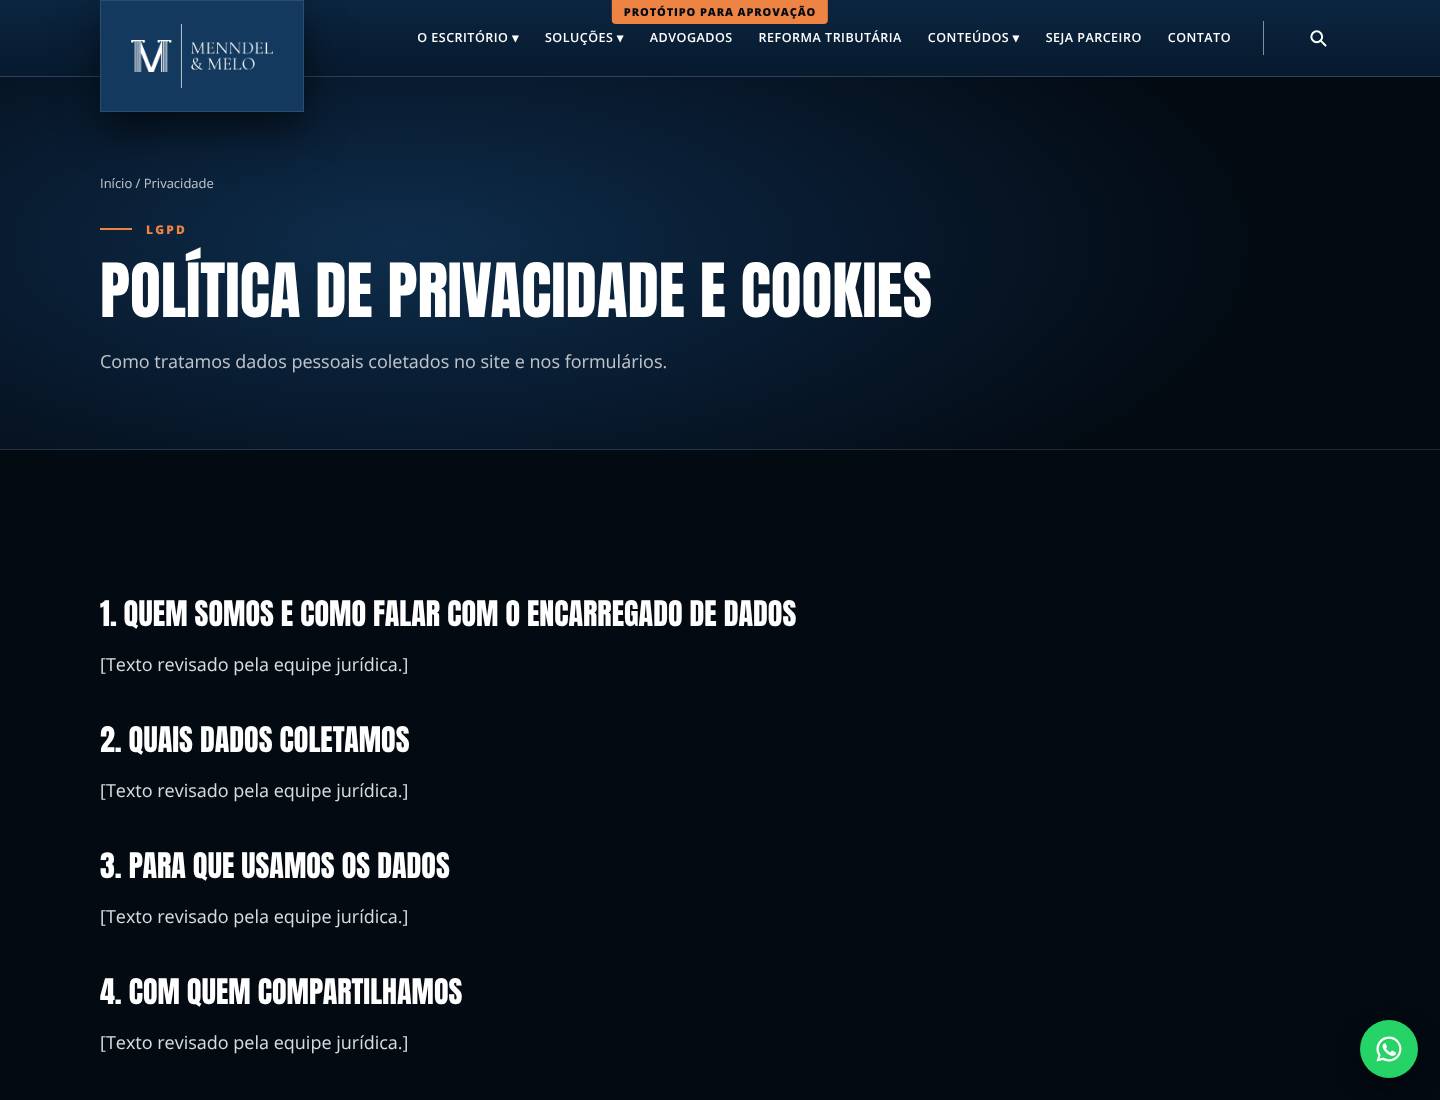 PROTÓTIPO PARA APROVAÇÃO
MENNDEL
& MELO
O ESCRITÓRIO ▾ SOLUÇÕES ▾ ADVOGADOS REFORMA TRIBUTÁRIA CONTEÚDOS ▾ SEJA PARCEIRO CONTATO
Início / Privacidade
LGPD
POLÍTICA DE PRIVACIDADE E COOKIES
Como tratamos dados pessoais coletados no site e nos formulários.
1. QUEM SOMOS E COMO FALAR COM O ENCARREGADO DE DADOS
[Texto revisado pela equipe jurídica.]
2. QUAIS DADOS COLETAMOS
[Texto revisado pela equipe jurídica.]
3. PARA QUE USAMOS OS DADOS
[Texto revisado pela equipe jurídica.]
4. COM QUEM COMPARTILHAMOS
[Texto revisado pela equipe jurídica.]